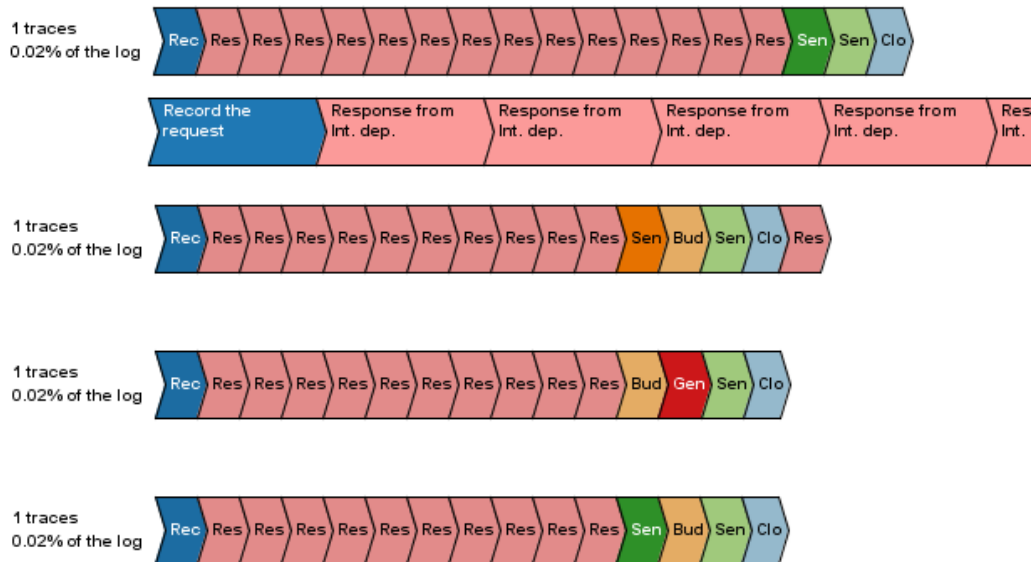 1 traces
0.02% of the log
Rec Res Res Res Res Res Res Res Res Res Res Res Res Res Res Sen Sen Clo
Record the request
Response from Int. dep.
Response from Int. dep.
Response from Int. dep.
Response from Int. dep.
Res Int.
1 traces
0.02% of the log
Rec Res Res Res Res Res Res Res Res Res Res Sen Bud Sen Clo Res
1 traces
0.02% of the log
Rec Res Res Res Res Res Res Res Res Res Res Bud Gen Sen Clo
1 traces
0.02% of the log
Rec Res Res Res Res Res Res Res Res Res Res Sen Bud Sen Clo